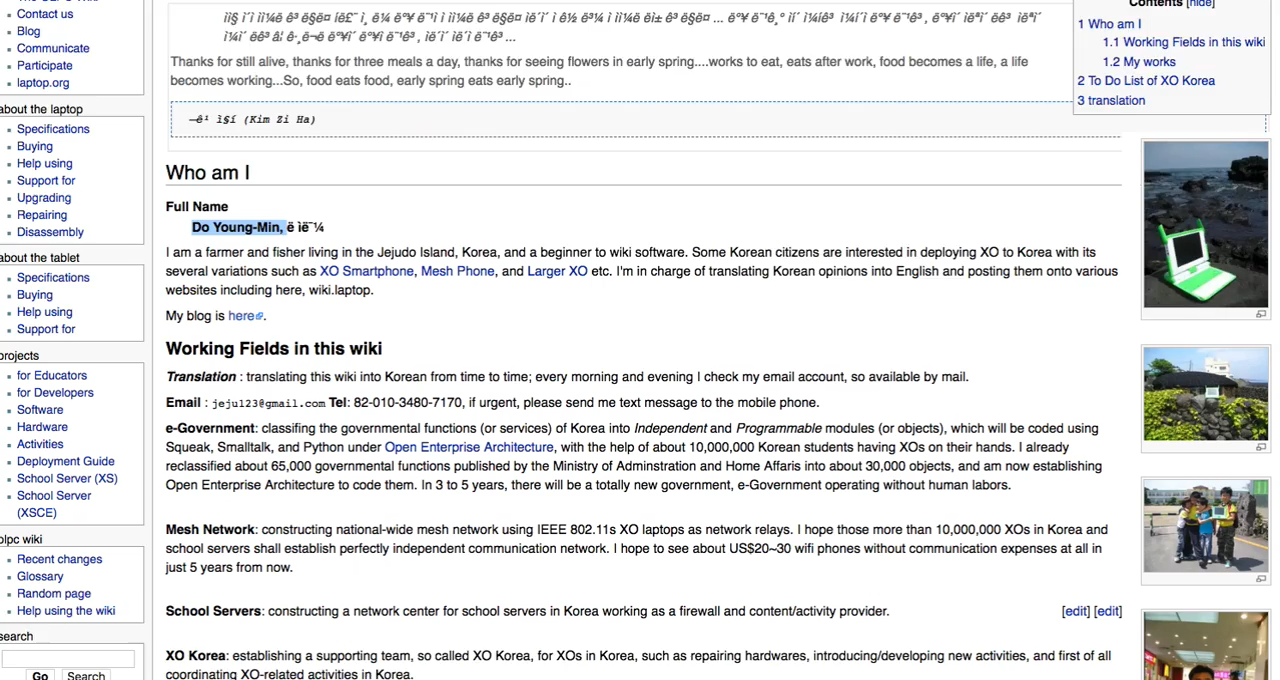 Contact us
Blog
Communicate
Participate
laptop.org
about the laptop
Specifications
Buying
Help using
Support for
Upgrading
Repairing
Disassembly
about the tablet
Specifications
Buying
Help using
Support for
projects
for Educators
for Developers
Software
Hardware
Activities
Deployment Guide
School Server (XS)
School Server
(XSCE)
olpc wiki
Recent changes
Glossary
Random page
Help using the wiki
search
Go Search
Thanks for still alive, thanks for three meals a day, thanks for seeing flowers in early spring....works to eat, eats after work, food becomes a life, a life
becomes working...So, food eats food, early spring eats early spring..
(Kim Zi Ha)
Contents [hide]
1 Who am I
1.1 Working Fields in this wiki
1.2 My works
2 To Do List of XO Korea
3 translation
Who am I
Full Name
Do Young-Min,
I am a farmer and fisher living in the Jejudo Island, Korea, and a beginner to wiki software. Some Korean citizens are interested in deploying XO to Korea with its
several variations such as XO Smartphone, Mesh Phone, and Larger XO etc. I'm in charge of translating Korean opinions into English and posting them onto various
websites including here, wiki.laptop.
My blog is here.
Working Fields in this wiki
Translation : translating this wiki into Korean from time to time; every morning and evening I check my email account, so available by mail.
Email : jeju123@gmail.com Tel: 82-010-3480-7170, if urgent, please send me text message to the mobile phone.
e-Government: classifing the governmental functions (or services) of Korea into Independent and Programmable modules (or objects), which will be coded using
Squeak, Smalltalk, and Python under Open Enterprise Architecture, with the help of about 10,000,000 Korean students having XOs on their hands. I already
reclassified about 65,000 governmental functions published by the Ministry of Adminstration and Home Affaris into about 30,000 objects, and am now establishing
Open Enterprise Architecture to code them. In 3 to 5 years, there will be a totally new government, e-Government operating without human labors.
Mesh Network: constructing national-wide mesh network using IEEE 802.11s XO laptops as network relays. I hope those more than 10,000,000 XOs in Korea and
school servers shall establish perfectly independent communication network. I hope to see about US$20~30 wifi phones without communication expenses at all in
just 5 years from now.
School Servers: constructing a network center for school servers in Korea working as a firewall and content/activity provider. [edit] [edit]
XO Korea: establishing a supporting team, so called XO Korea, for XOs in Korea, such as repairing hardwares, introducing/developing new activities, and first of all
coordinating XO-related activities in Korea.